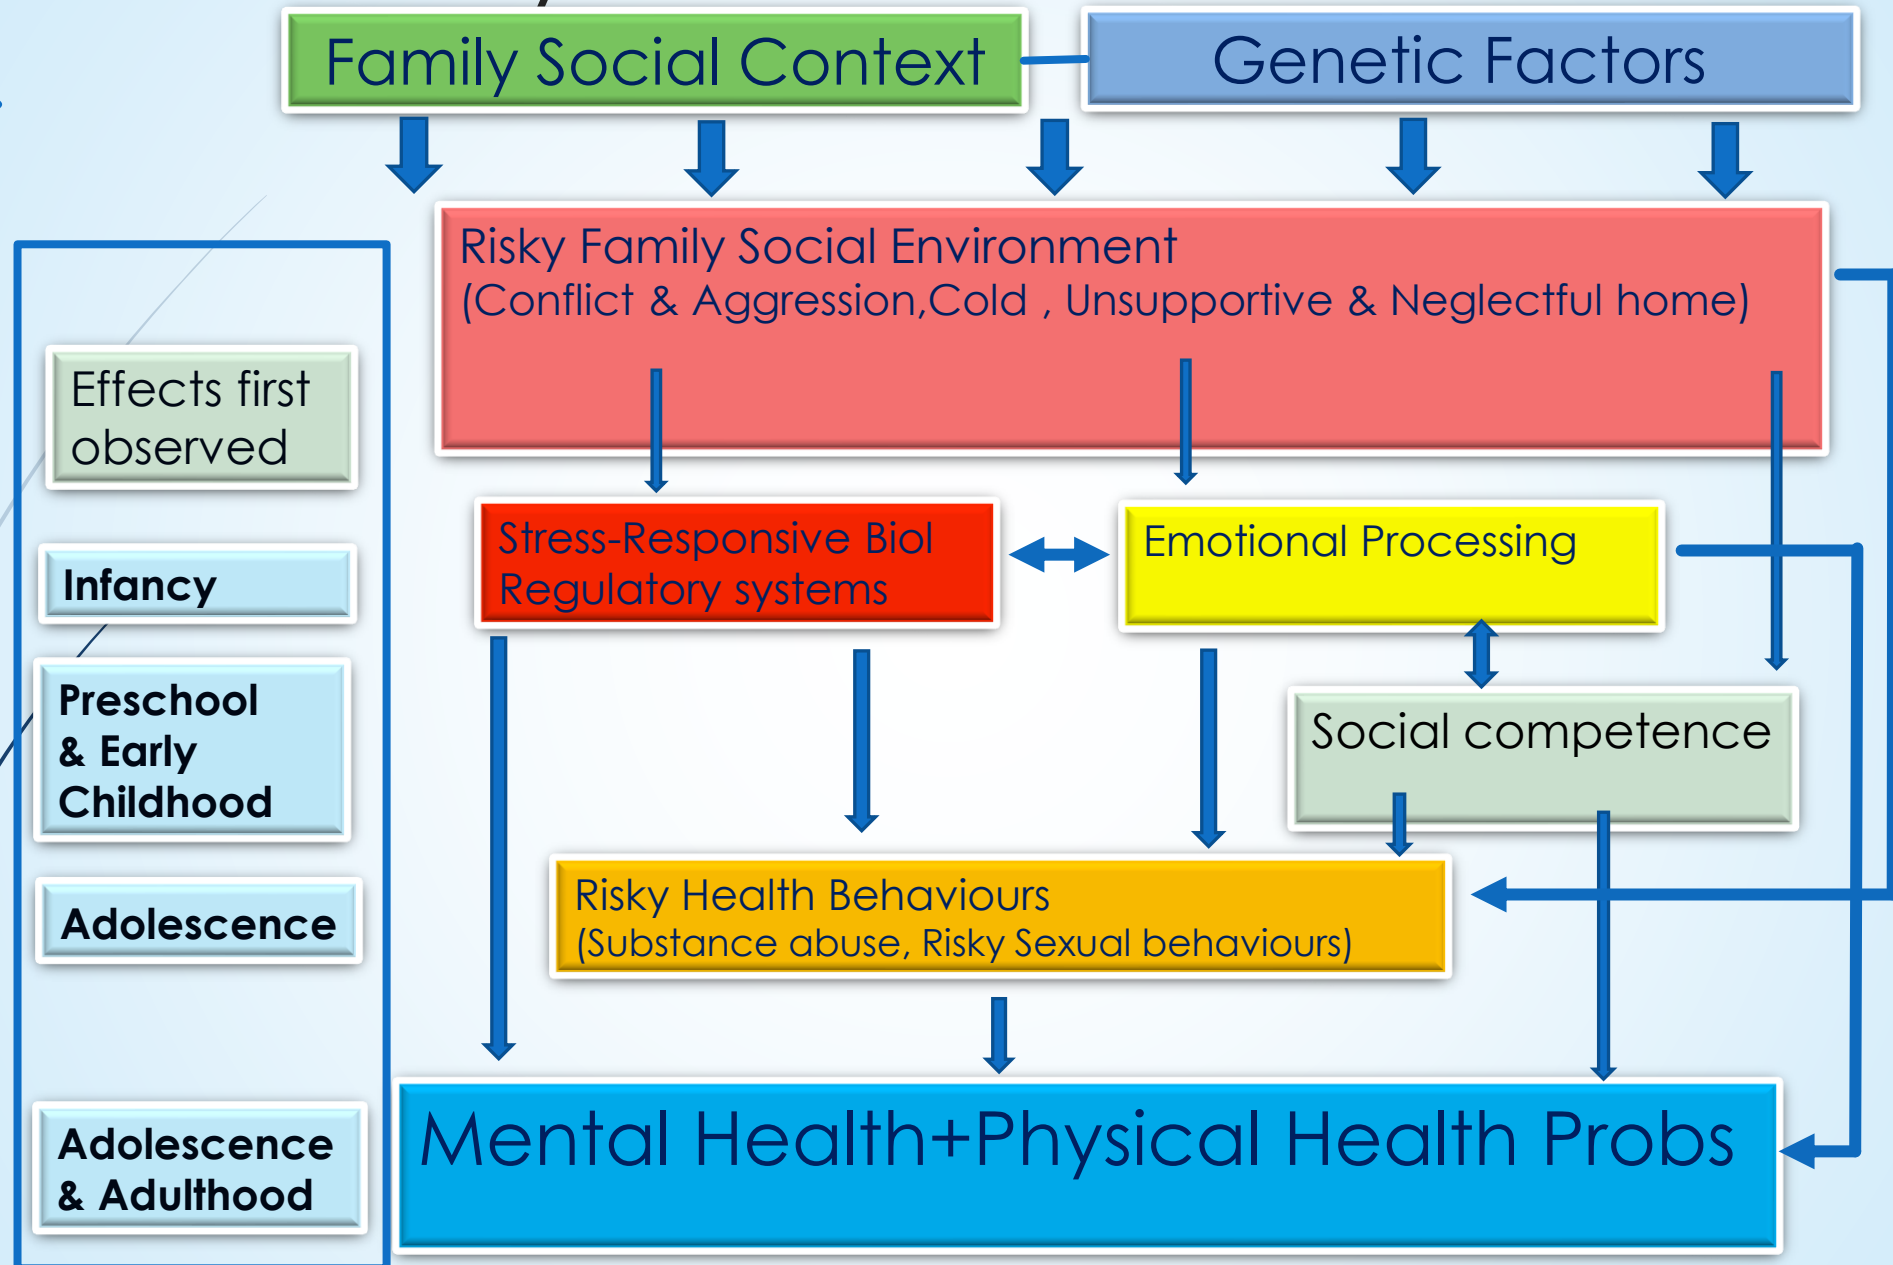 Family Social Context
Genetic Factors
Risky Family Social Environment
(Conflict & Aggression,Cold , Unsupportive & Neglectful home)
Effects first
observed
Stress-Responsive Biol
Regulatory systems
Emotional Processing
Infancy
Preschool
& Early
Childhood
Social competence
Adolescence
Risky Health Behaviours
(Substance abuse, Risky Sexual behaviours)
Adolescence
& Adulthood
Mental Health+Physical Health Probs